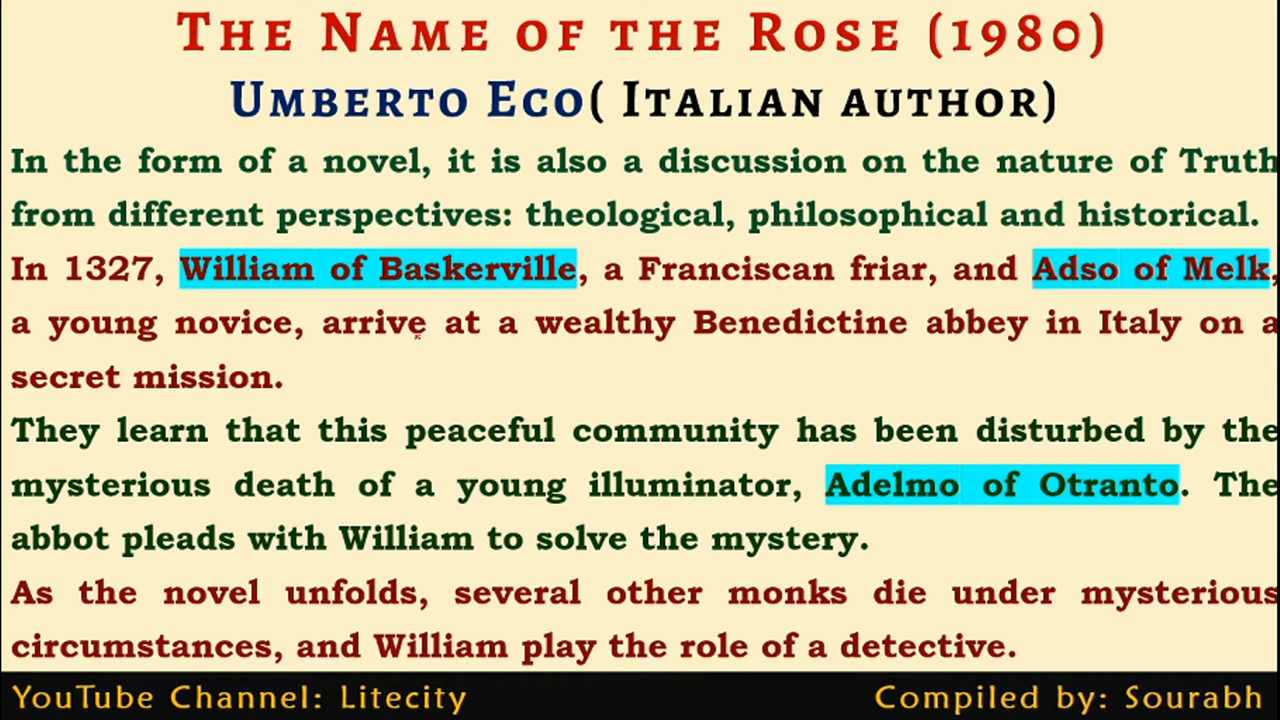 The Name of the Rose (1980)
Umberto Eco( Italian author)
In the form of a novel, it is also a discussion on the nature of Truth
from different perspectives: theological, philosophical and historical.
In 1327, William of Baskerville, a Franciscan friar, and Adso of Melk,
a young novice, arrive at a wealthy Benedictine abbey in Italy on a
secret mission.
They learn that this peaceful community has been disturbed by the
mysterious death of a young illuminator, Adelmo of Otranto. The
abbot pleads with William to solve the mystery.
As the novel unfolds, several other monks die under mysterious
circumstances, and William play the role of a detective.
YouTube Channel: Litecity
Compiled by: Sourabh